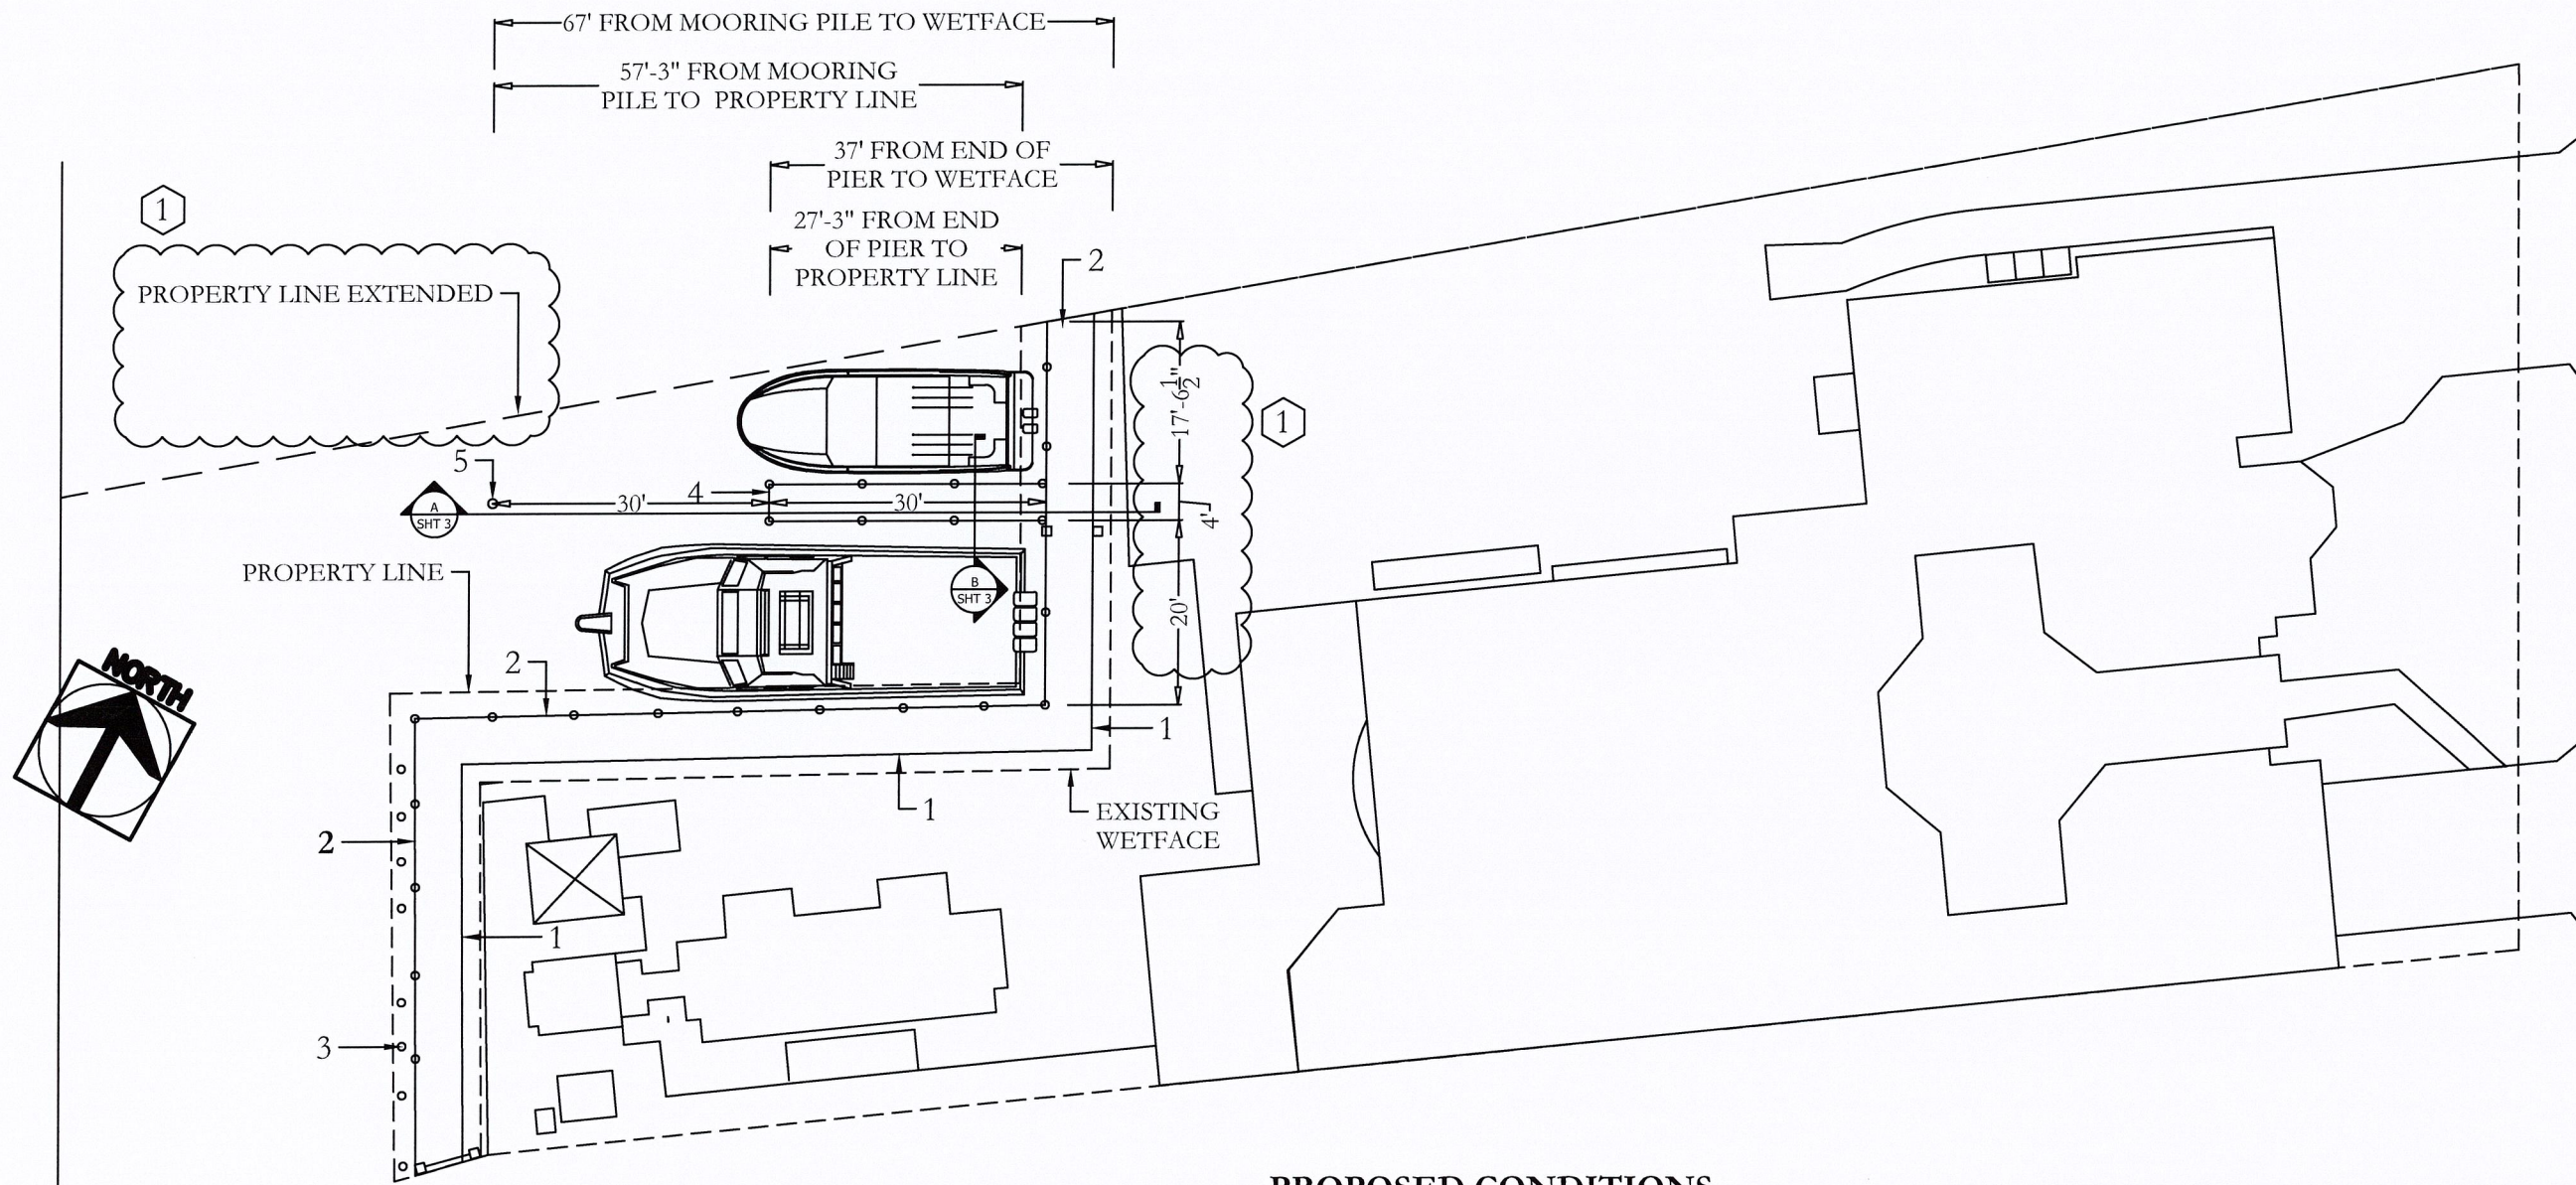 67' FROM MOORING PILE TO WETFACE
57'-3" FROM MOORING
PILE TO PROPERTY LINE
37' FROM END OF
PIER TO WETFACE
27'-3" FROM END
OF PIER TO
PROPERTY LINE
1
2
PROPERTY LINE EXTENDED
17'-6 1/2"
1
5
4
30'
30'
A
SHT 3
4'
PROPERTY LINE
B
SHT 3
20'
NORTH
2
1
1
EXISTING
WETFACE
2
1
3
PROPOSED CONDITIONS